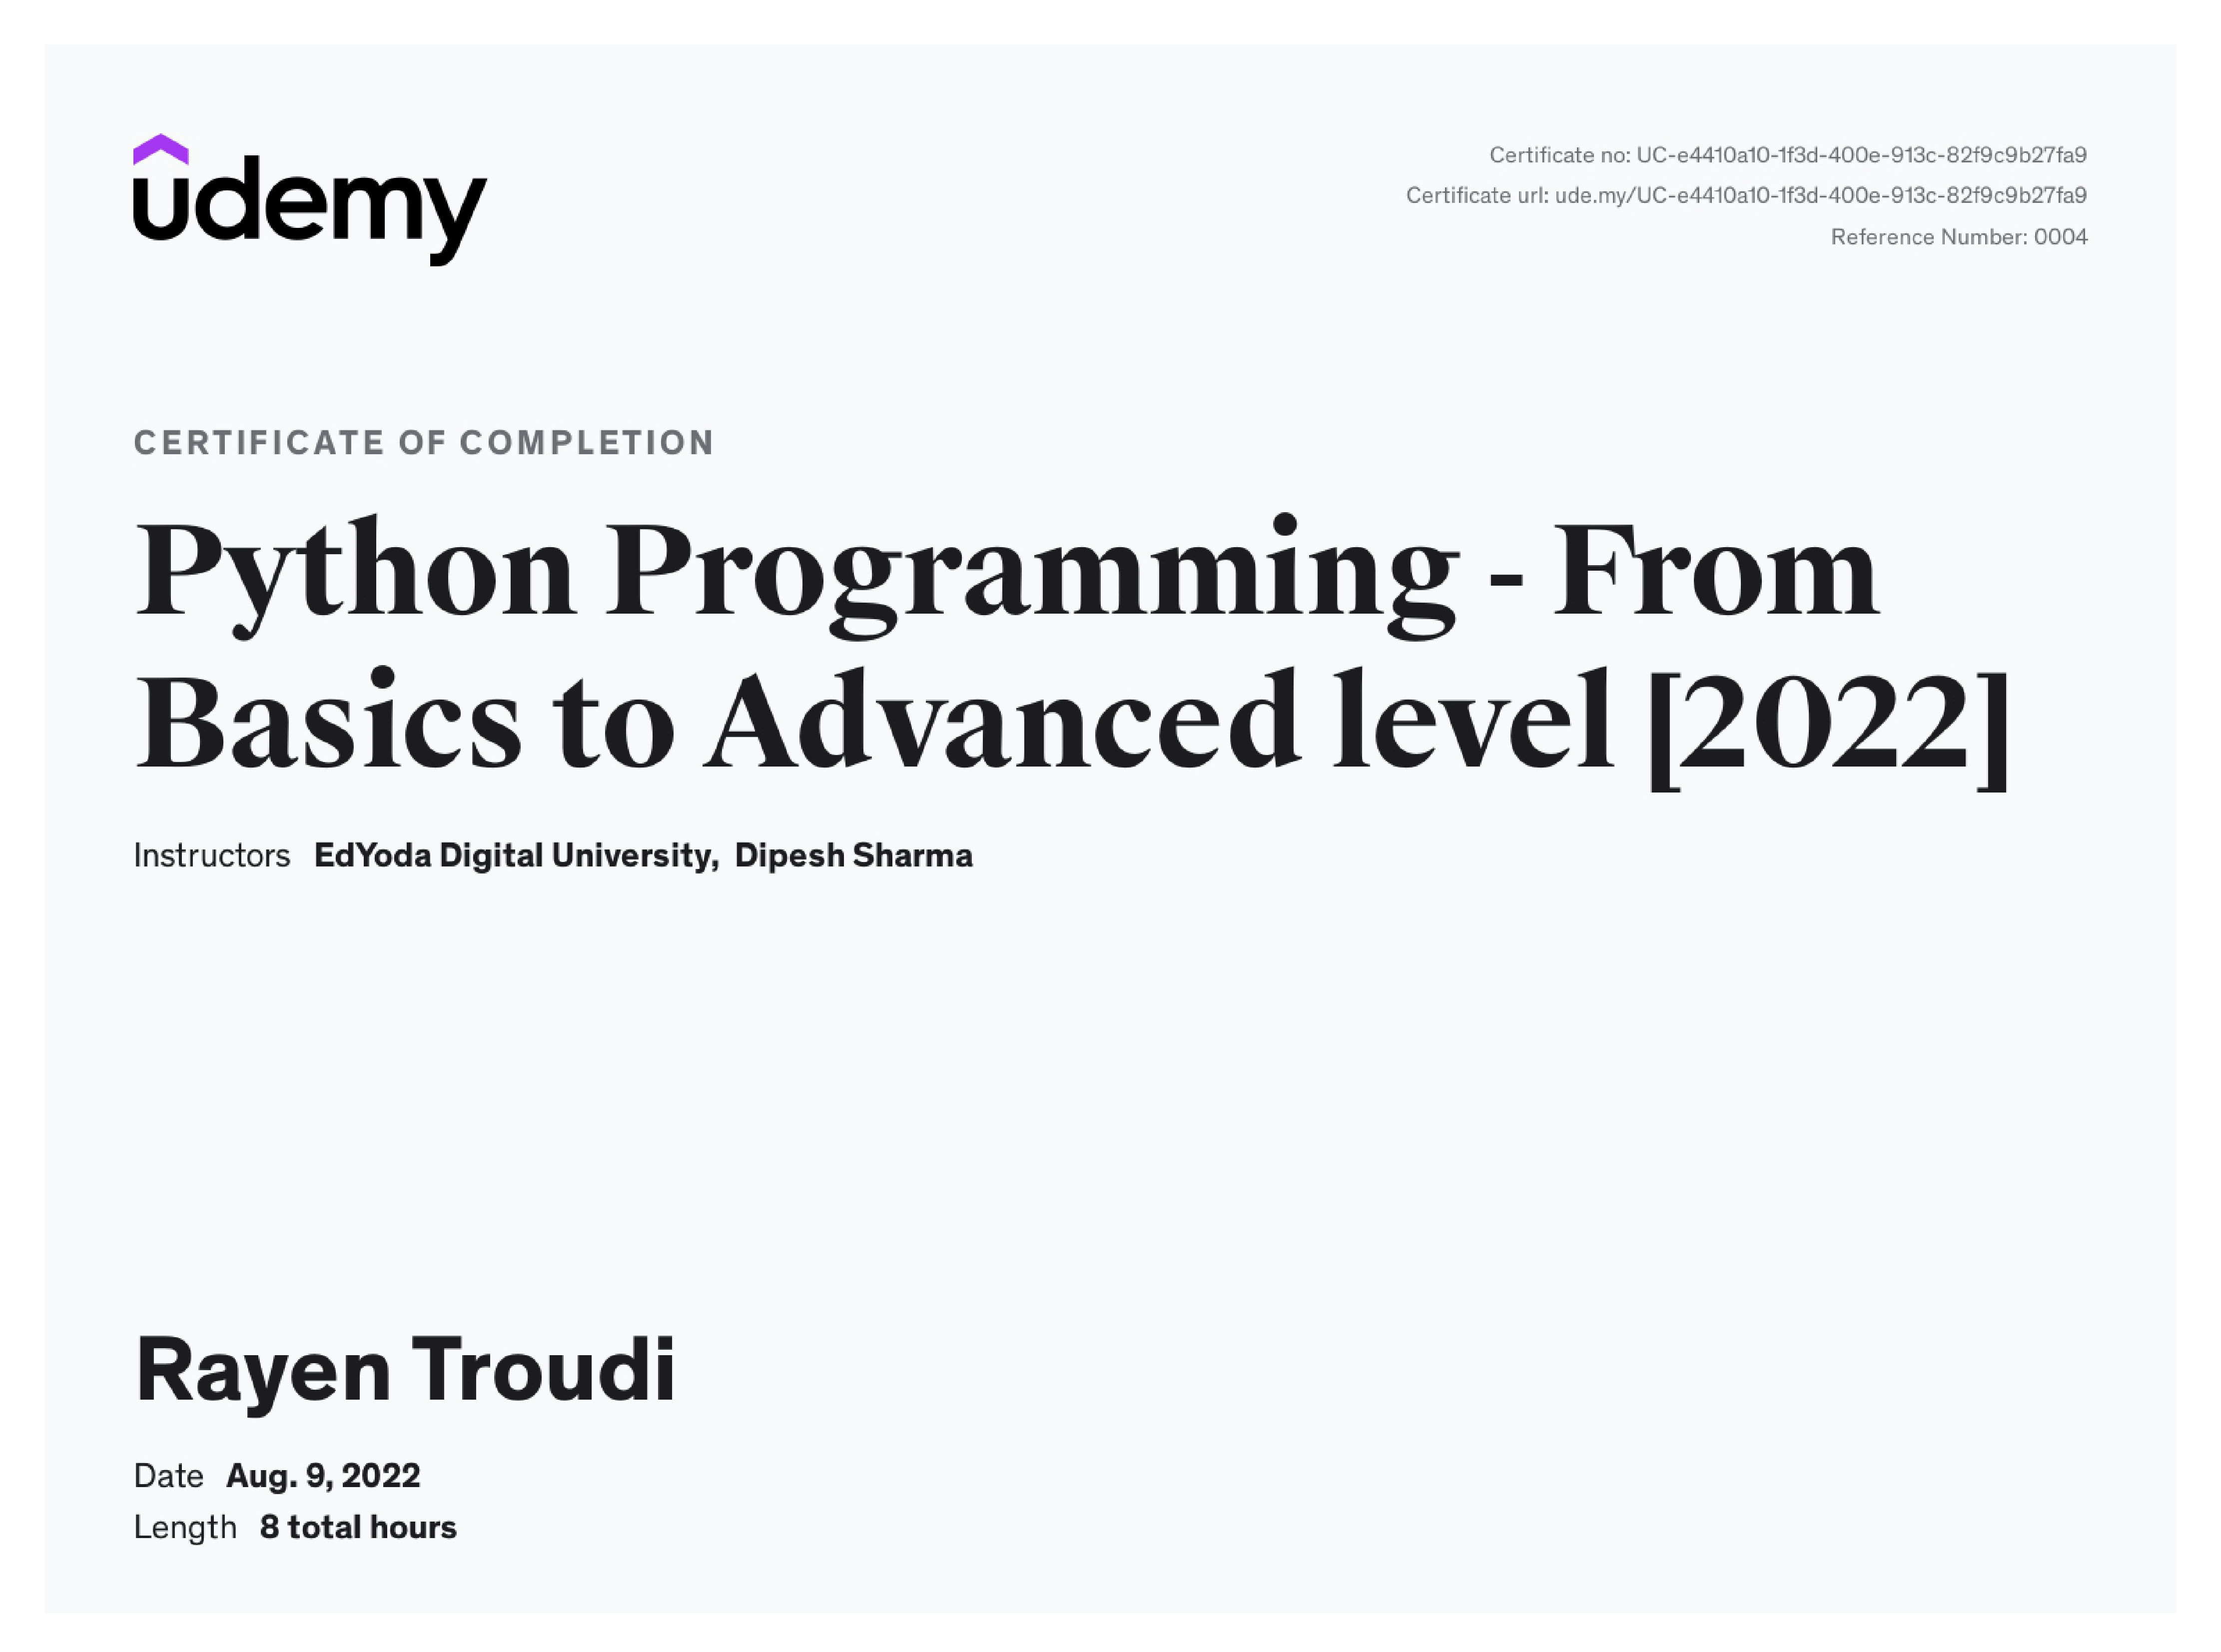 udemy
Certificate no: UC-e4410a10-1f3d-400e-913c-82f9c9b27fa9
Certificate url: ude.my/UC-e4410a10-1f3d-400e-913c-82f9c9b27fa9
Reference Number: 0004
CERTIFICATE OF COMPLETION
Python Programming - From
Basics to Advanced level [2022]
Instructors EdYoda Digital University, Dipesh Sharma
Rayen Troudi
Date Aug. 9, 2022
Length 8 total hours